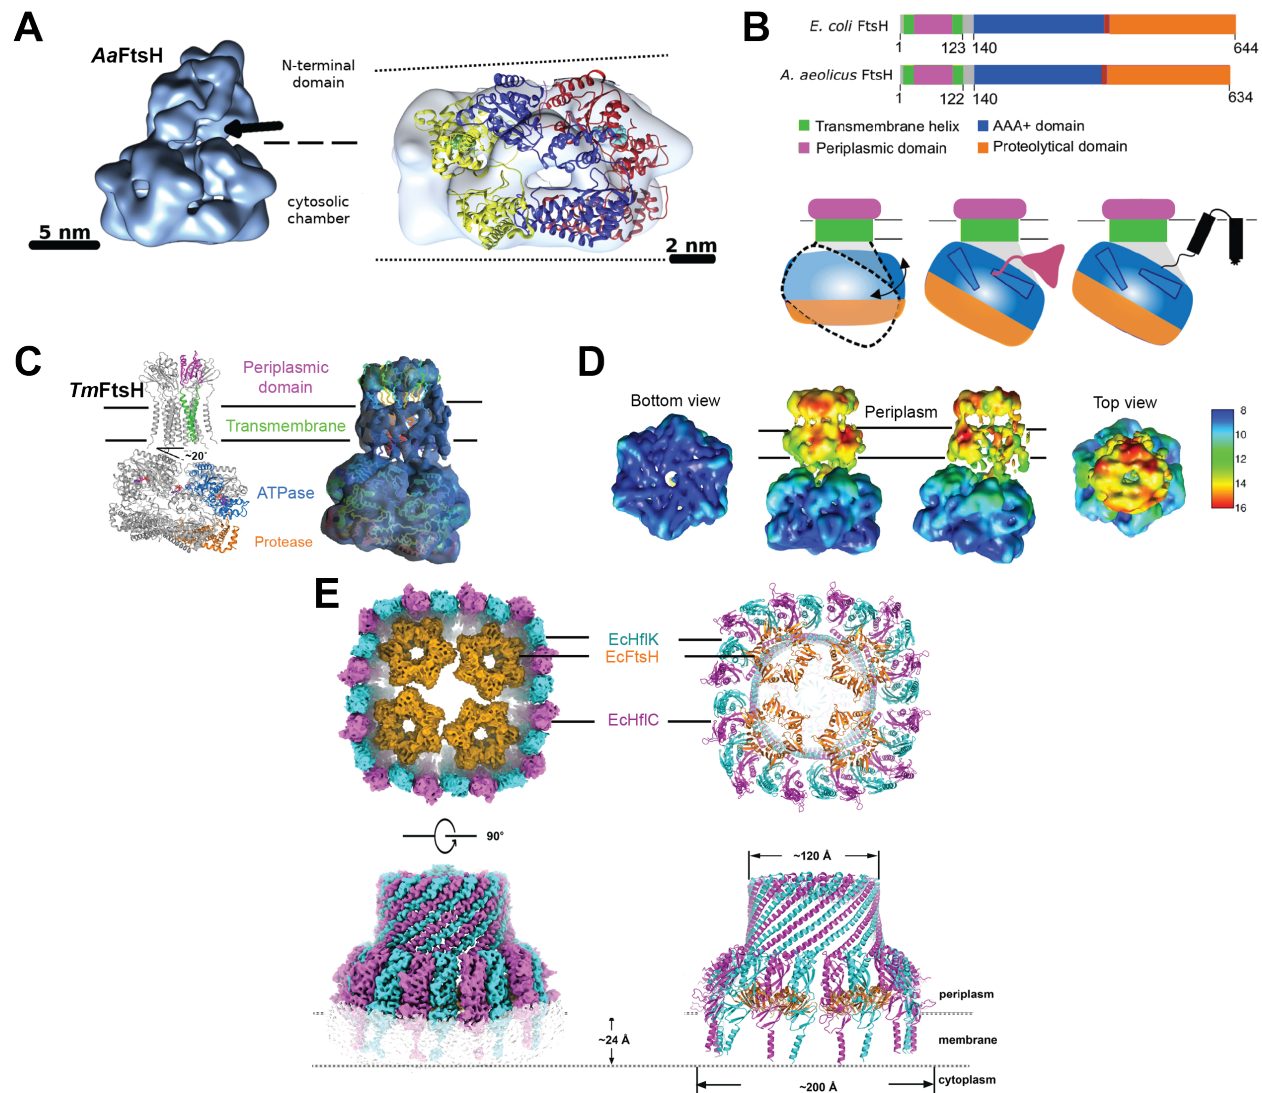 A
AaFtsH
N-terminal
domain
cytosolic
chamber
5 nm
2 nm
B
E. coli FtsH
1
123
140
644
A. aeolicus FtsH
1
122
140
634
Transmembrane helix
AAA+ domain
Periplasmic domain
Proteolytical domain
C
TmFtsH
Periplasmic
domain
Transmembrane
~20°
ATPase
Protease
D
Bottom view
Periplasm
Top view
8
10
12
14
16
E
EcHflK
EcFtsH
EcHflC
90°
~120 Å
periplasm
~24 Å
membrane
cytoplasm
~200 Å